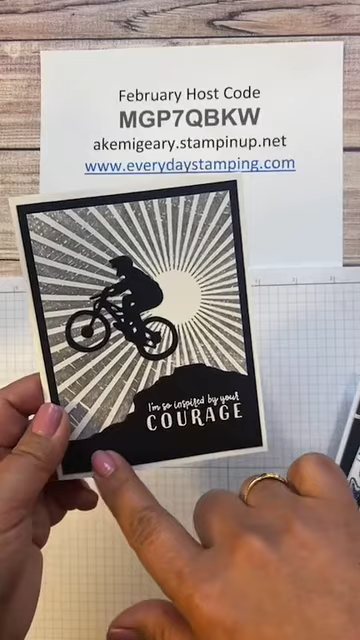 February Host Code
MGP7QBKW
akemigeary.stampinup.net
www.everydaystamping.com
I'm so inspired by your
COURAGE